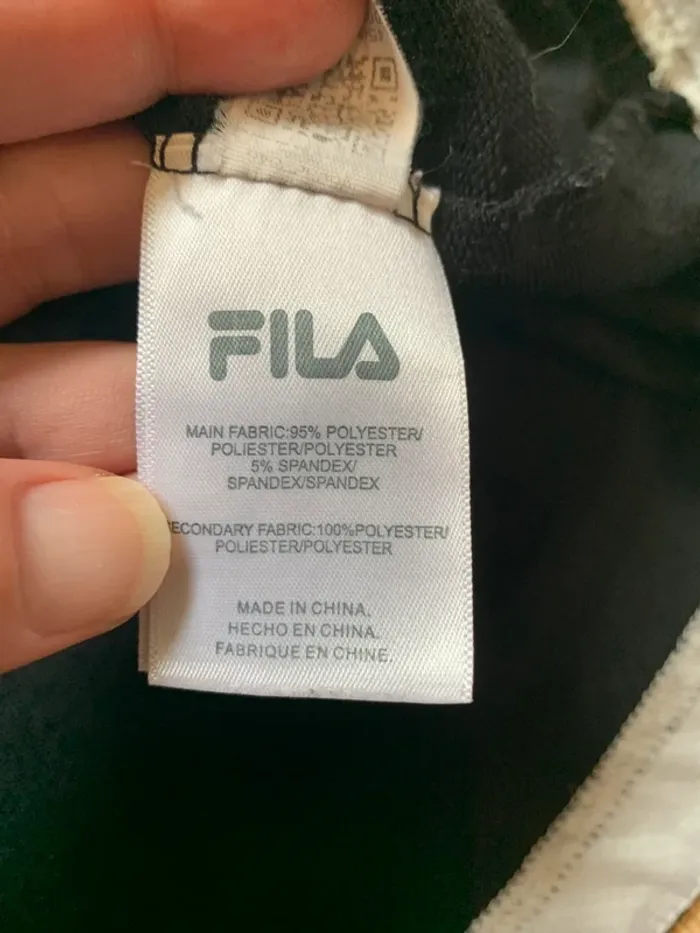 FILA
MAIN FABRIC:95% POLYESTER/
POLIESTER/POLYESTER
5% SPANDEX/
SPANDEX/SPANDEX
ECONDARY FABRIC:100%POLYESTER/
POLIESTER/POLYESTER
MADE IN CHINA.
HECHO EN CHINA.
FABRIQUE EN CHINE.